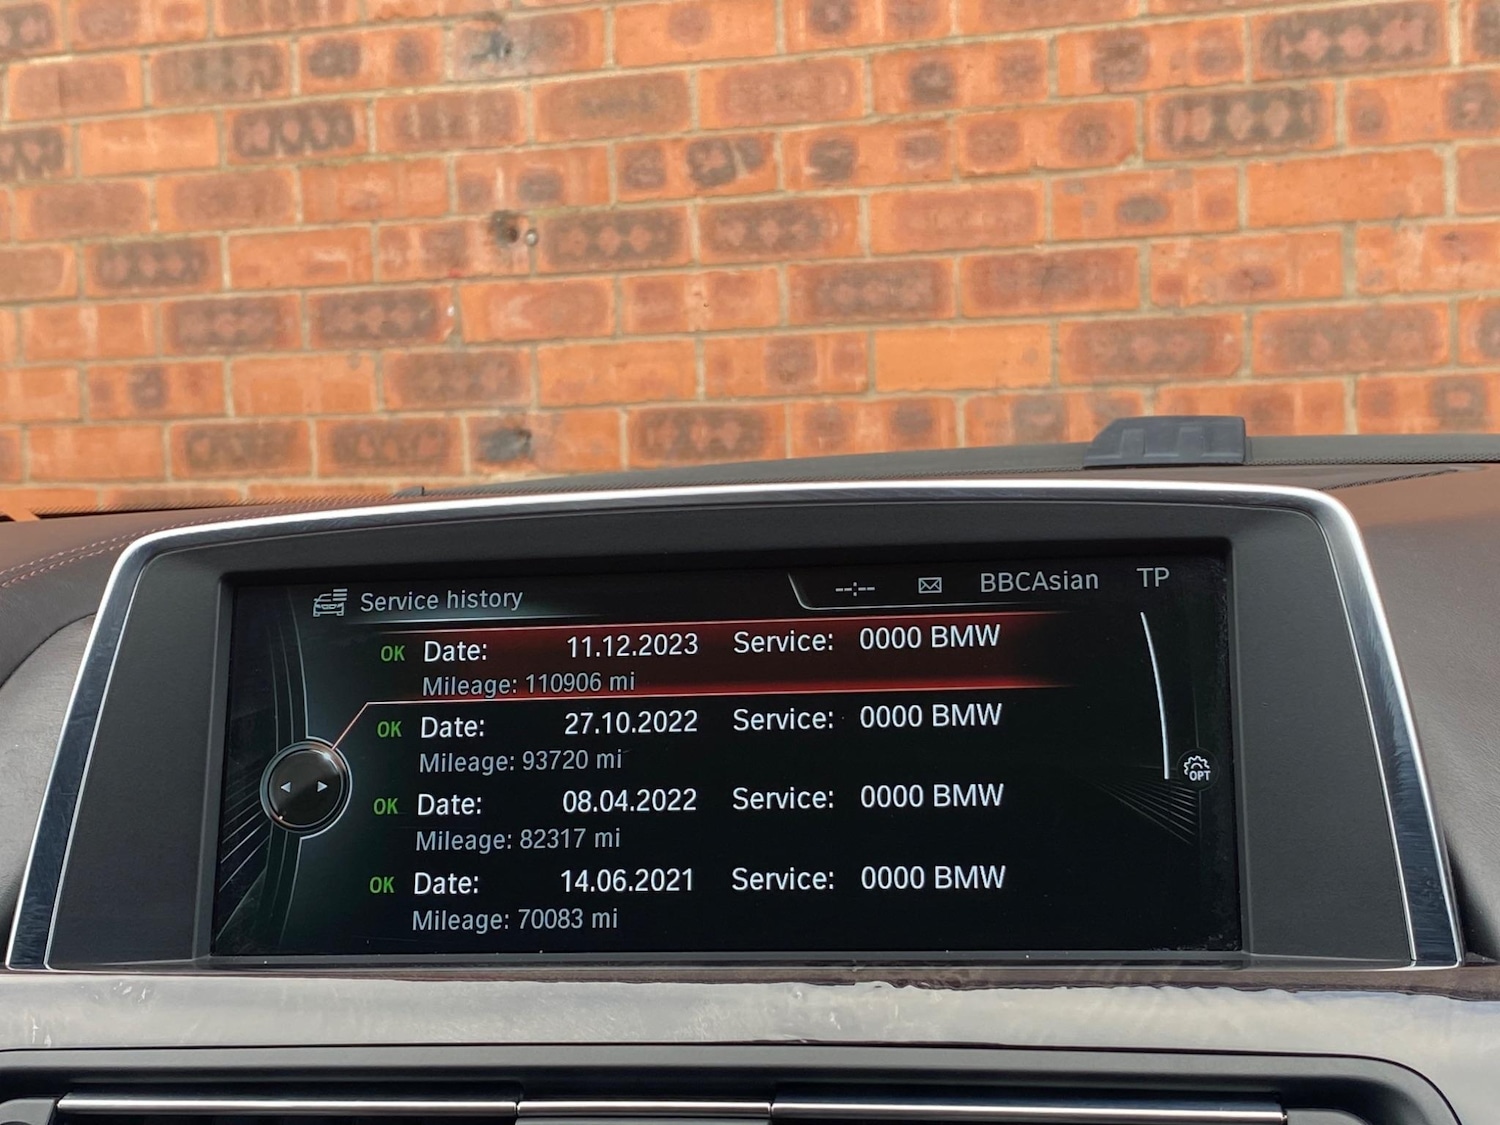 Service history --:-- BBCAsian TP
OK Date: 11.12.2023 Service: 0000 BMW
Mileage: 110906 mi
OK Date: 27.10.2022 Service: 0000 BMW
Mileage: 93720 mi
OPT
OK Date: 08.04.2022 Service: 0000 BMW
Mileage: 82317 mi
OK Date: 14.06.2021 Service: 0000 BMW
Mileage: 70083 mi